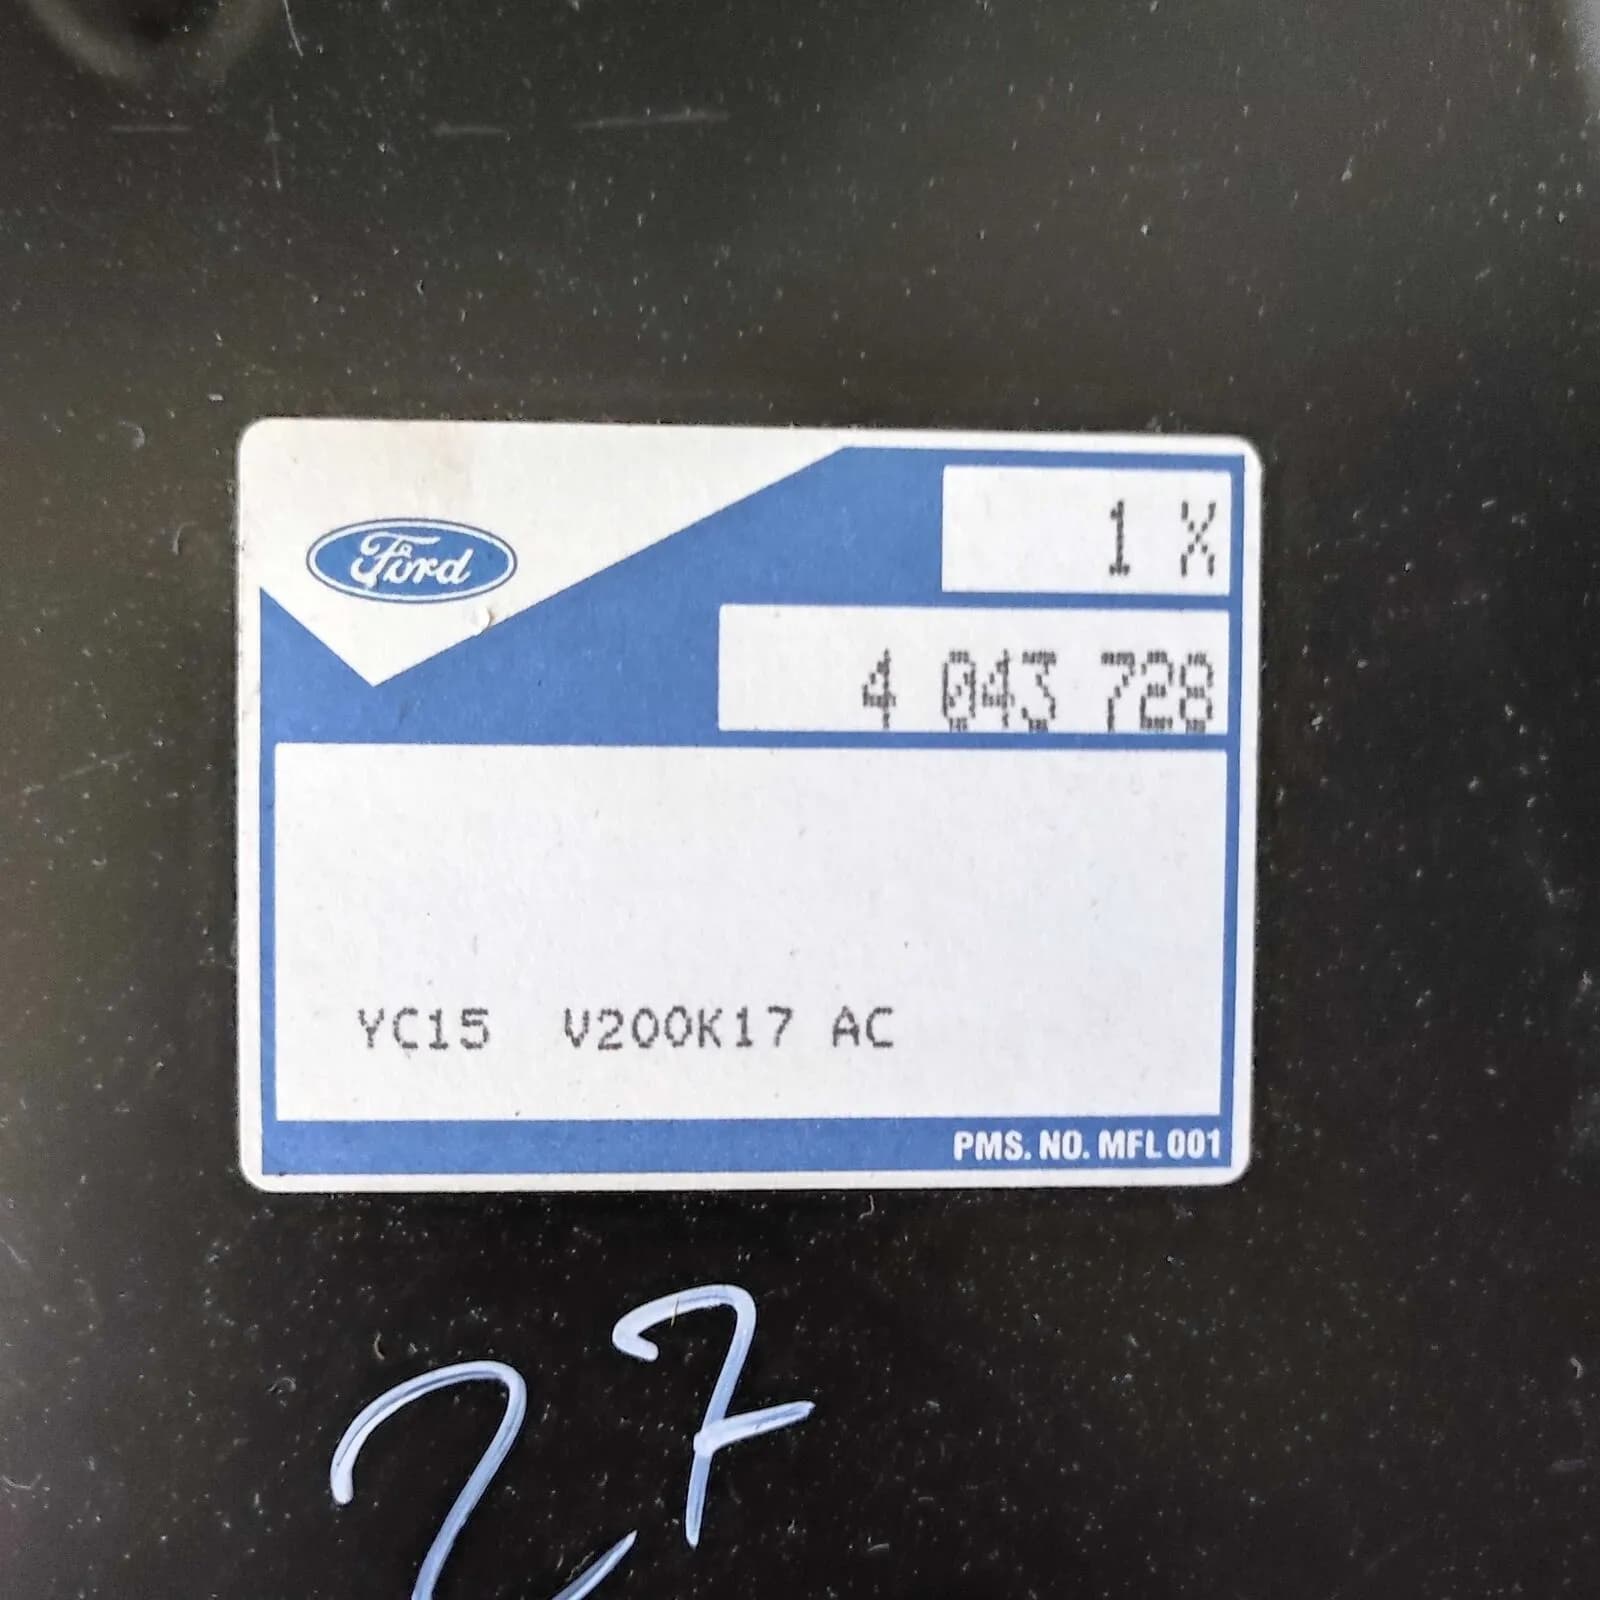 Ford
1 X
4 043 728
YC15 V200K17 AC
PMS. NO. MFL 001
27